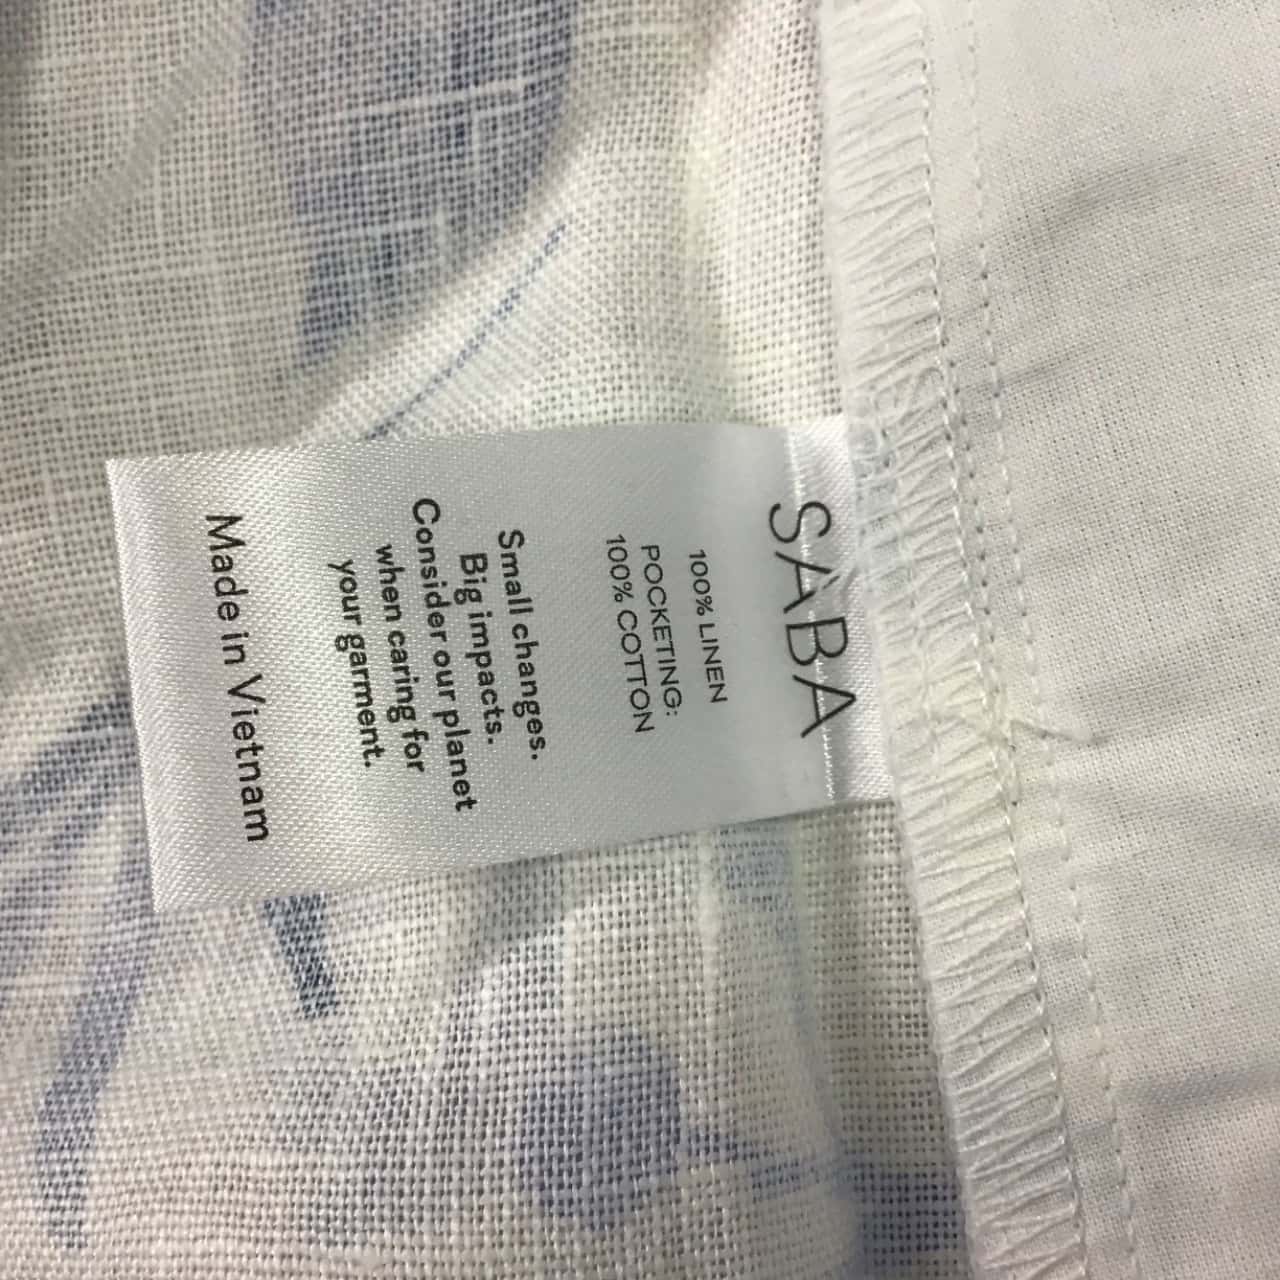 SABA
100% LINEN
POCKETING:
100% COTTON
Small changes.
Big impacts.
Consider our planet
when caring for
your garment.
Made in Vietnam